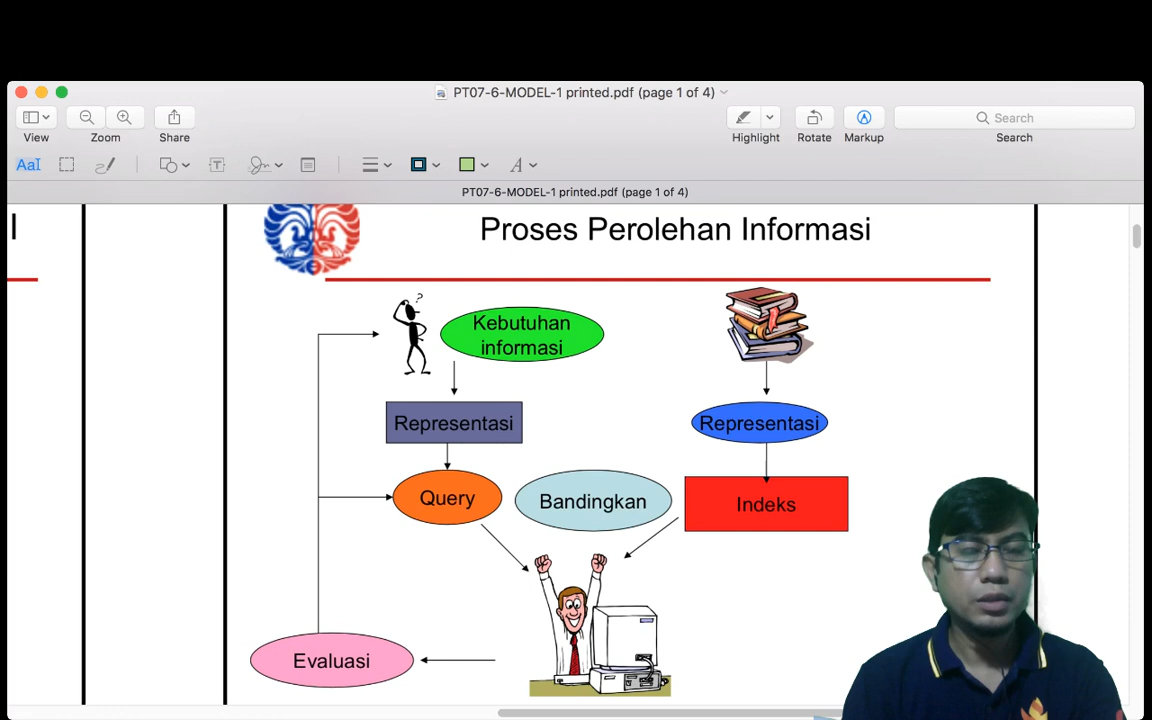 PT07-6-MODEL-1 printed.pdf (page 1 of 4)
View
Zoom
Share
Highlight
Rotate
Markup
Search
Search
AaI
T
A
PT07-6-MODEL-1 printed.pdf (page 1 of 4)
l
Proses Perolehan Informasi
?
Kebutuhan
informasi
Representasi
Representasi
Query
Bandingkan
Indeks
Evaluasi